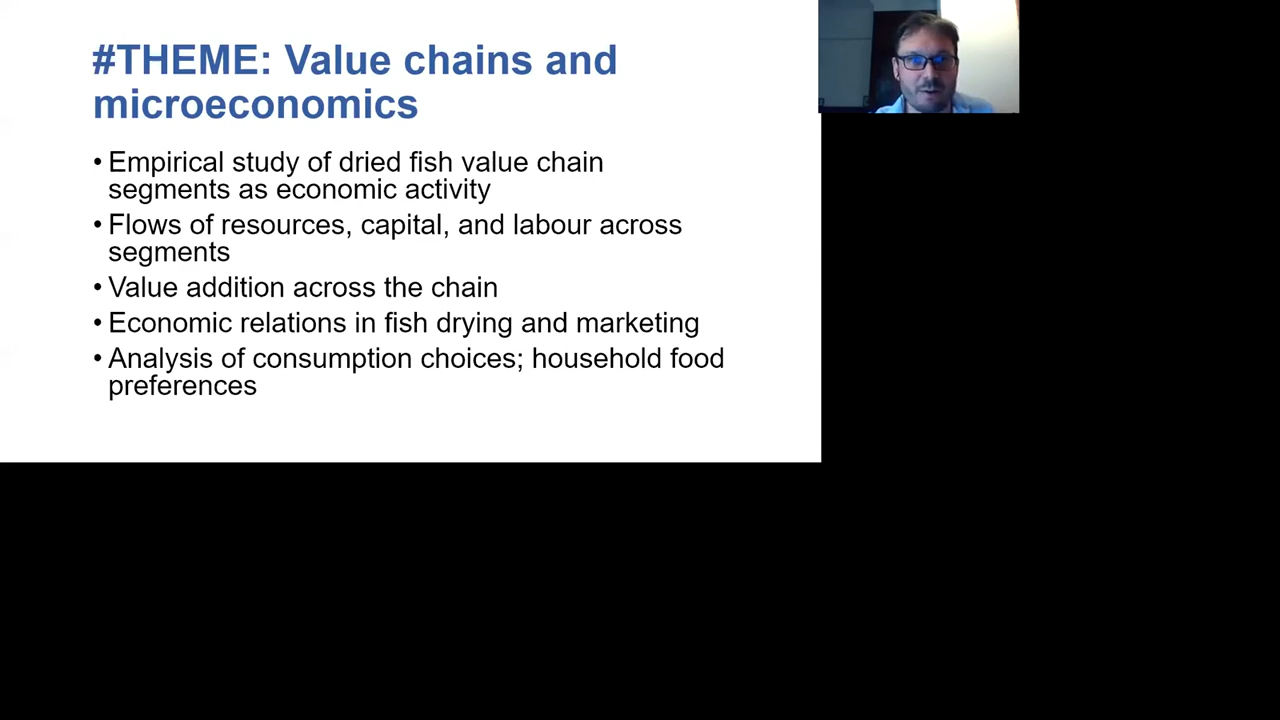 #THEME: Value chains and
microeconomics
• Empirical study of dried fish value chain
segments as economic activity
• Flows of resources, capital, and labour across
segments
• Value addition across the chain
• Economic relations in fish drying and marketing
• Analysis of consumption choices; household food
preferences